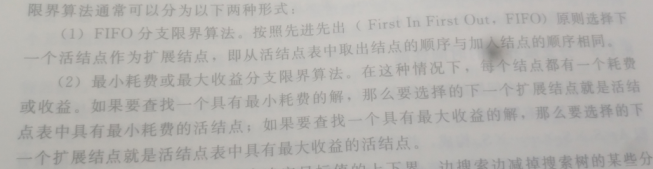 限界算法通常可以分为以下两种形式：
（1）FIFO 分支限界算法。按照先进先出（First In First Out，FIFO）原则选择下
一个活结点作为扩展结点，即从活结点表中取出结点的顺序与加入结点的顺序相同。
（2）最小耗费或最大收益分支限界算法。在这种情况下，每个结点都有一个耗费
或收益。如果要查找一个具有最小耗费的解，那么要选择的下一个扩展结点就是活结
点表中具有最小耗费的活结点；如果要查找一个具有最大收益的解，那么要选择的下
一个扩展结点就是活结点表中具有最大收益的活结点。
目标值的上下界，边搜索边减掉搜索树的某些分